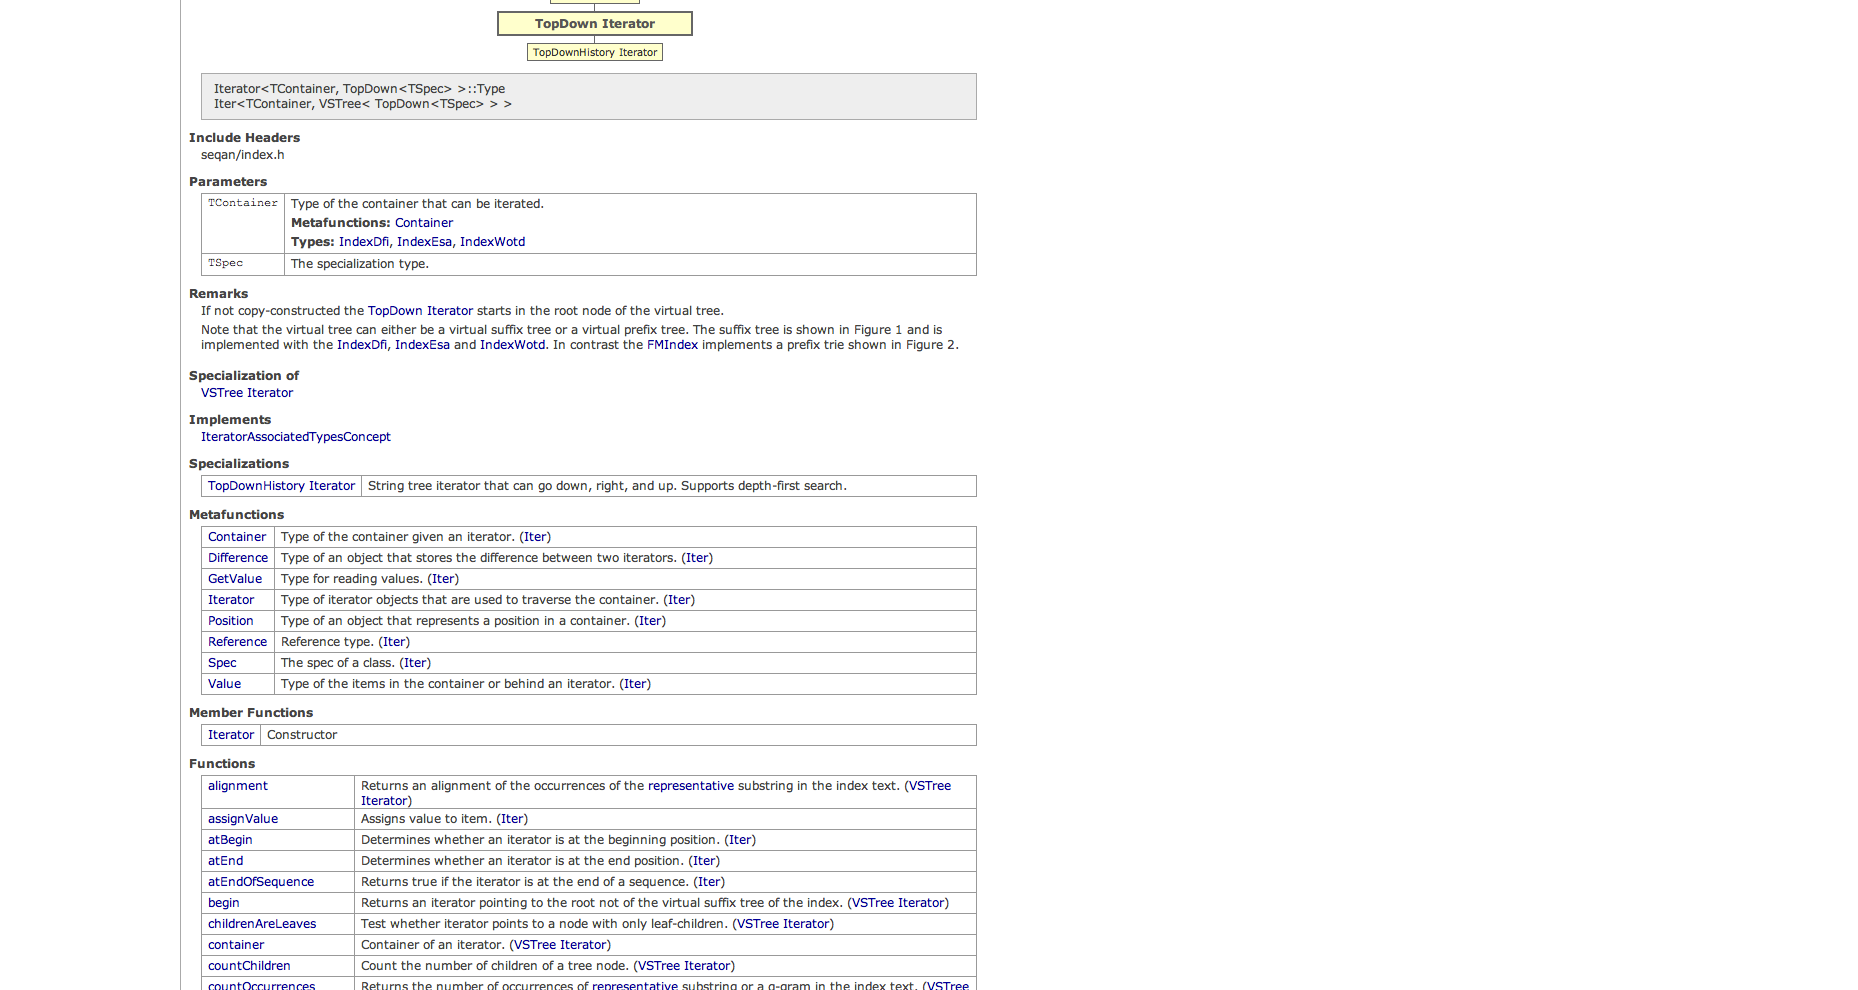 TopDown Iterator
TopDownHistory Iterator
Iterator<TContainer, TopDown<TSpec> >::Type
Iter<TContainer, VSTree< TopDown<TSpec> > >
Include Headers
seqan/index.h
Parameters
TContainer Type of the container that can be iterated.
Metafunctions: Container
Types: IndexDfi, IndexEsa, IndexWotd
TSpec The specialization type.
Remarks
If not copy-constructed the TopDown Iterator starts in the root node of the virtual tree.
Note that the virtual tree can either be a virtual suffix tree or a virtual prefix tree. The suffix tree is shown in Figure 1 and is
implemented with the IndexDfi, IndexEsa and IndexWotd. In contrast the FMIndex implements a prefix trie shown in Figure 2.
Specialization of
VSTree Iterator
Implements
IteratorAssociatedTypesConcept
Specializations
TopDownHistory Iterator String tree iterator that can go down, right, and up. Supports depth-first search.
Metafunctions
Container Type of the container given an iterator. (Iter)
Difference Type of an object that stores the difference between two iterators. (Iter)
GetValue Type for reading values. (Iter)
Iterator Type of iterator objects that are used to traverse the container. (Iter)
Position Type of an object that represents a position in a container. (Iter)
Reference Reference type. (Iter)
Spec The spec of a class. (Iter)
Value Type of the items in the container or behind an iterator. (Iter)
Member Functions
Iterator Constructor
Functions
alignment Returns an alignment of the occurrences of the representative substring in the index text. (VSTree
Iterator)
assignValue Assigns value to item. (Iter)
atBegin Determines whether an iterator is at the beginning position. (Iter)
atEnd Determines whether an iterator is at the end position. (Iter)
atEndOfSequence Returns true if the iterator is at the end of a sequence. (Iter)
begin Returns an iterator pointing to the root not of the virtual suffix tree of the index. (VSTree Iterator)
childrenAreLeaves Test whether iterator points to a node with only leaf-children. (VSTree Iterator)
container Container of an iterator. (VSTree Iterator)
countChildren Count the number of children of a tree node. (VSTree Iterator)
countOccurrences Returns the number of occurrences of representative substring or a q-gram in the index text. (VSTree